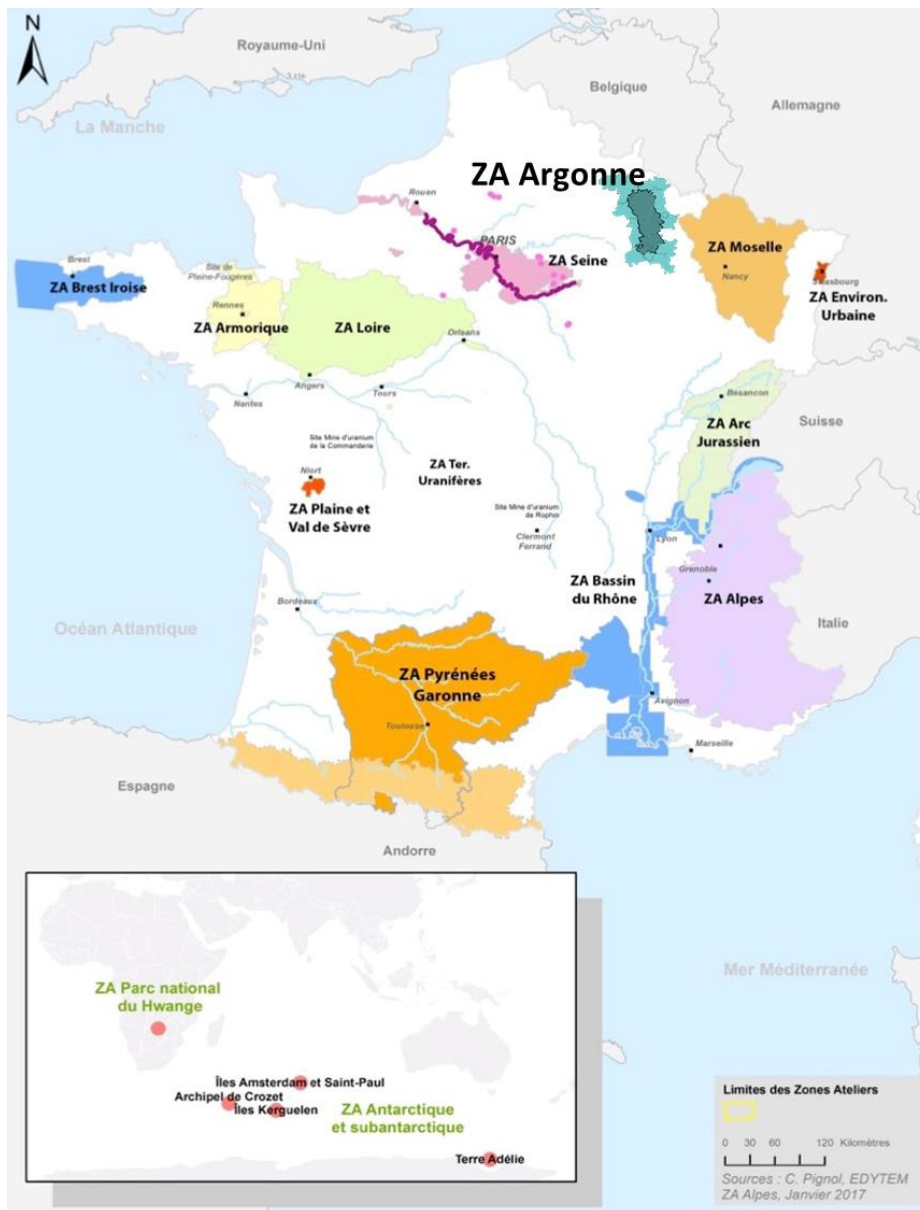 N
Royaume-Uni
Belgique
Allemagne
La Manche
ZA Argonne
Rouen
PARIS
ZA Seine
ZA Moselle
Nancy
Strasbourg
ZA Environ.
Urbaine
Brest
ZA Brest Iroise
Site de
Pleine-Fougères
Rennes
ZA Armorique
ZA Loire
Orléans
Angers
Tours
Nantes
Besançon
ZA Arc
Jurassien
Suisse
Site Mine d'uranium
de la Commanderie
ZA Ter.
Uranifères
Niort
ZA Plaine et
Val de Sèvre
Site Mine d'uranium
de Rophin
Clermont
Ferrand
Lyon
Grenoble
ZA Bassin
du Rhône
ZA Alpes
Bordeaux
Océan Atlantique
Italie
ZA Pyrénées
Garonne
Toulouse
Avignon
Marseille
Espagne
Andorre
Mer Méditerranée
ZA Parc national
du Hwange
Îles Amsterdam et Saint-Paul
Archipel de Crozet
Îles Kerguelen
ZA Antarctique
et subantarctique
Terre Adélie
Limites des Zones Ateliers
0 30 60 120 Kilomètres
Sources : C. Pignol, EDYTEM
ZA Alpes, Janvier 2017